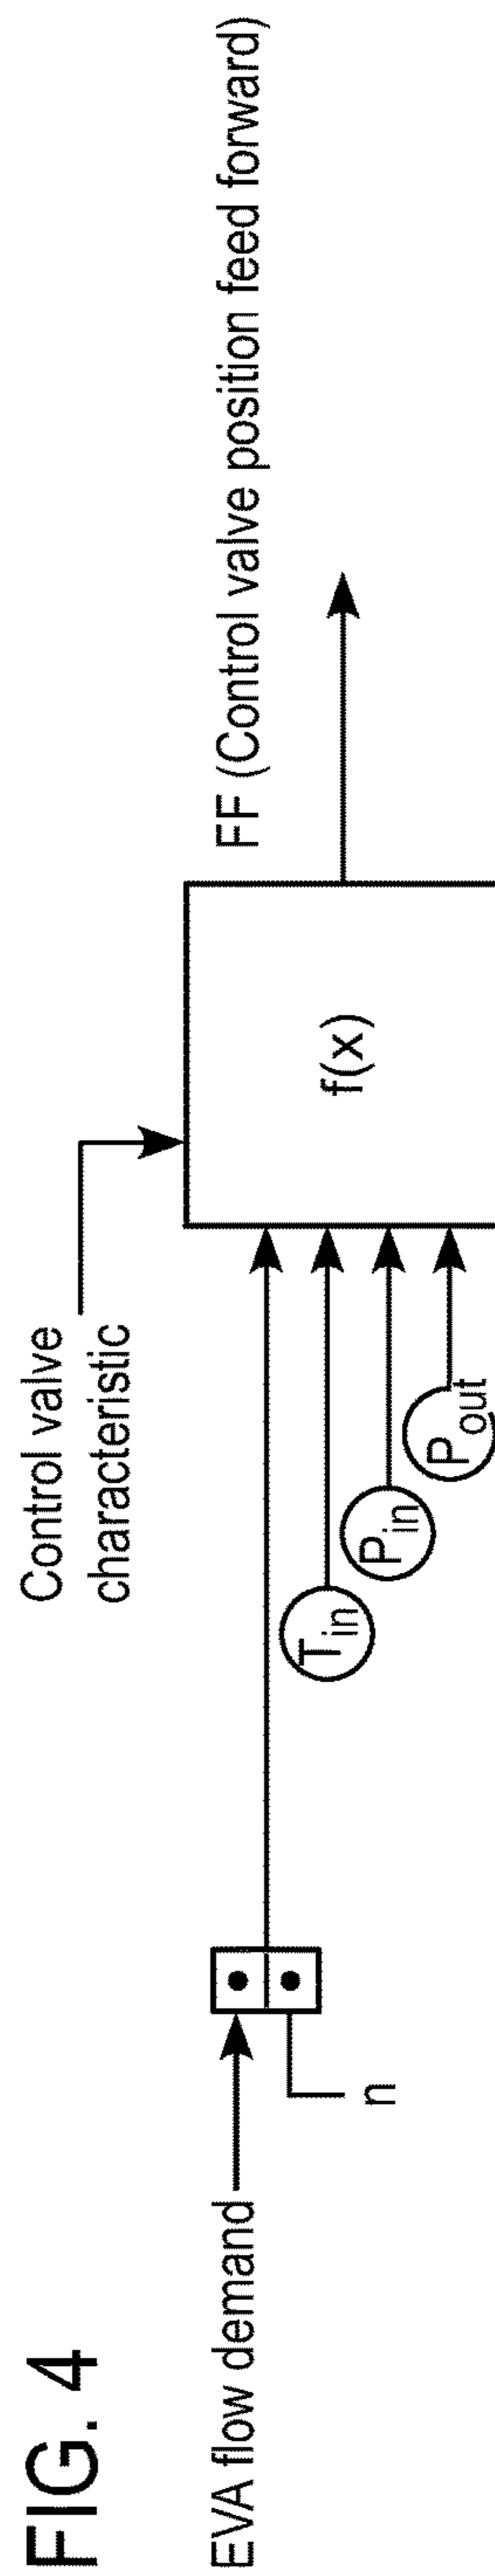 FIG. 4
Control valve
characteristic
EVA flow demand
FF (Control valve position feed forward)
n
T_in
P_in
P_out
f(x)